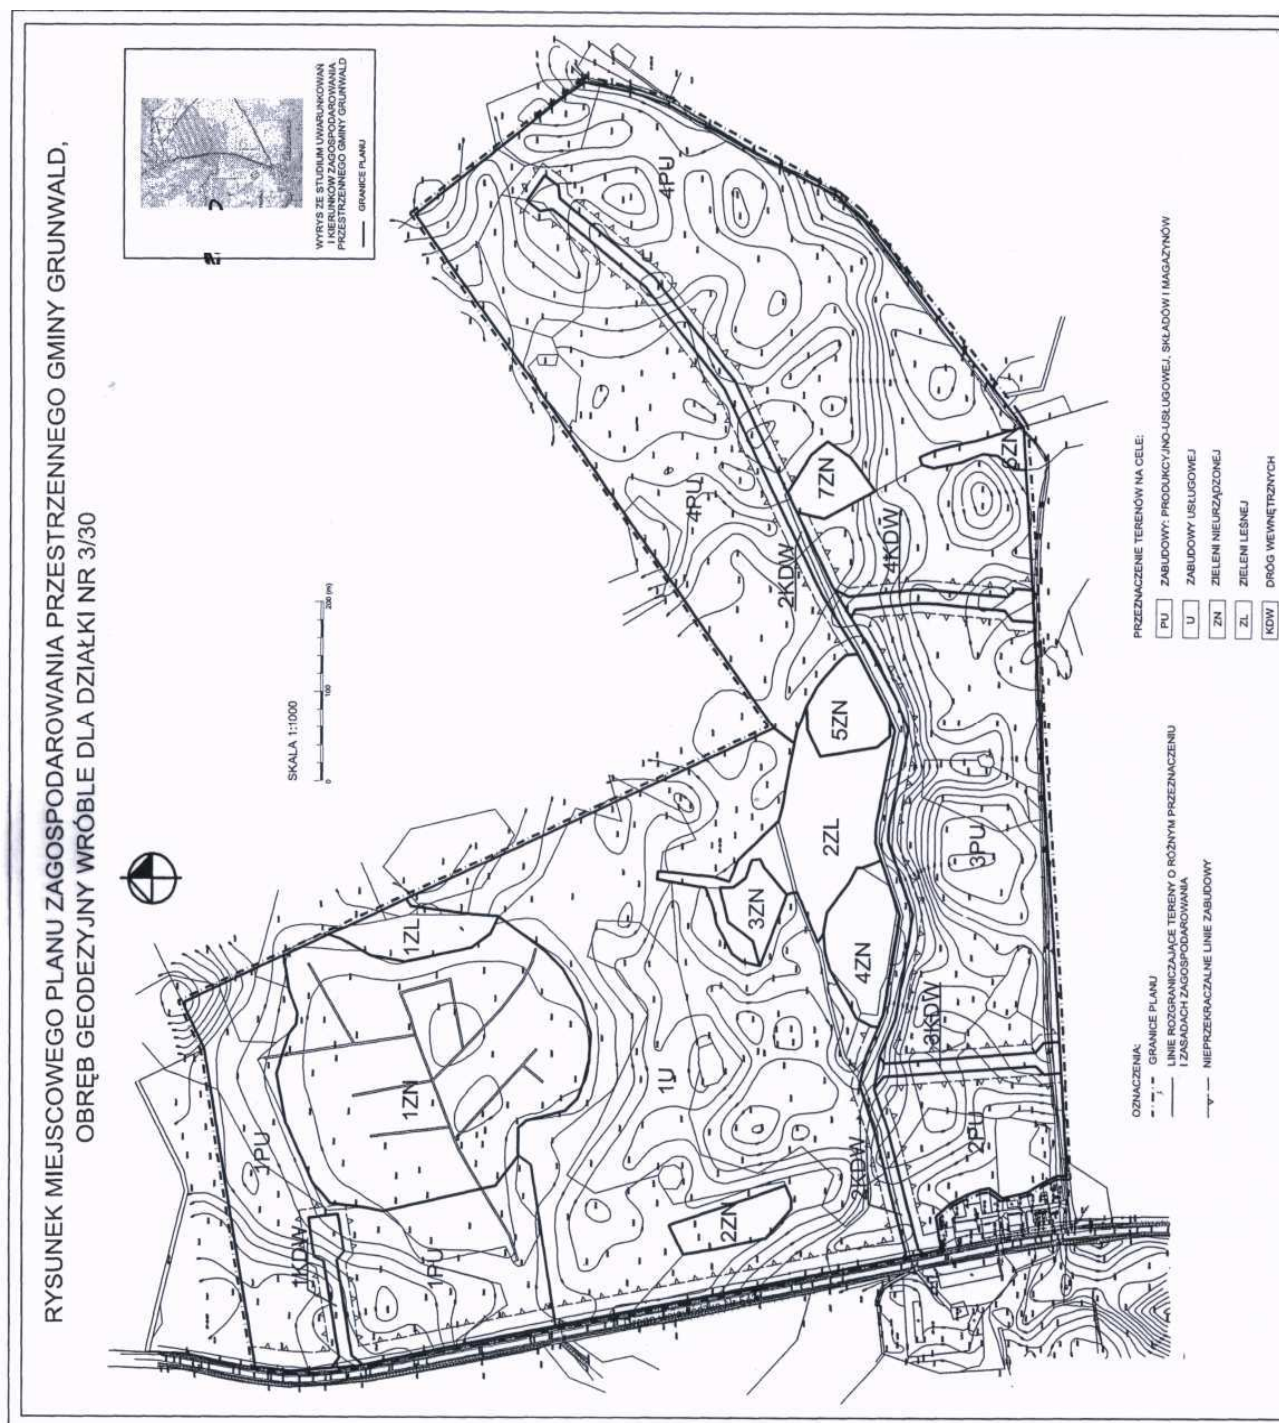 RYSUNEK MIEJSCOWEGO PLANU ZAGOSPODAROWANIA PRZESTRZENNEGO GMINY GRUNWALD,
OBRĘB GEODEZYJNY WRÓBLE DLA DZIAŁKI NR 3/30
WYRYS ZE STUDIUM UWARUNKOWAŃ
I KIERUNKÓW ZAGOSPODAROWANIA
PRZESTRZENNEGO GMINY GRUNWALD
GRANICE PLANU
SKALA 1:1000
0 100 200 (m)
1PU
1KDW
1PU
1ZN
1ZL
1U
2ZN
3ZN
4ZN
2ZL
5ZN
2KDW
2PU
3KDW
3PU
2KDW
4KDW
4PU
7ZN
6ZN
4PU
OZNACZENIA:
GRANICE PLANU
LINIE ROZGRANICZAJĄCE TERENY O RÓŻNYM PRZEZNACZENIU
I ZASADACH ZAGOSPODAROWANIA
NIEPRZEKRACZALNE LINIE ZABUDOWY
PRZEZNACZENIE TERENÓW NA CELE:
PU ZABUDOWY: PRODUKCYJNO-USŁUGOWEJ, SKŁADÓW I MAGAZYNÓW
U ZABUDOWY USŁUGOWEJ
ZN ZIELENI NIEURZĄDZONEJ
ZL ZIELENI LEŚNEJ
KDW DRÓG WEWNĘTRZNYCH